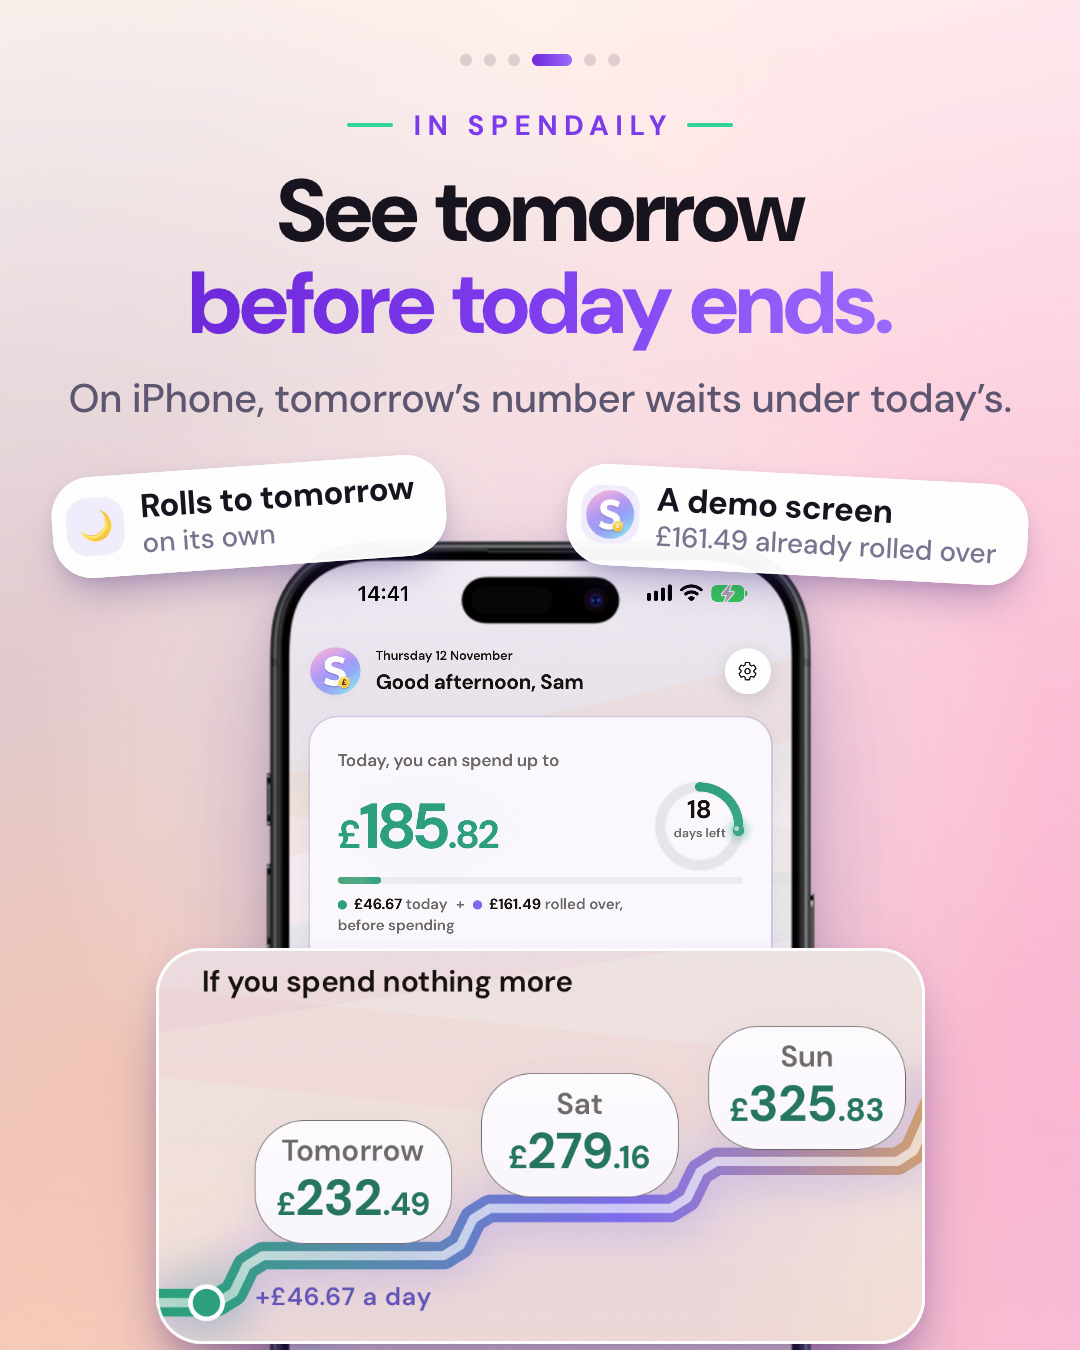 IN SPENDAILY
See tomorrow
before today ends.
On iPhone, tomorrow’s number waits under today’s.
Rolls to tomorrow
on its own
A demo screen
£161.49 already rolled over
14:41
S
£
Thursday 12 November
Good afternoon, Sam
Today, you can spend up to
£185.82
18
days left
£46.67 today + £161.49 rolled over,
before spending
If you spend nothing more
Sun
£325.83
Sat
£279.16
Tomorrow
£232.49
+£46.67 a day